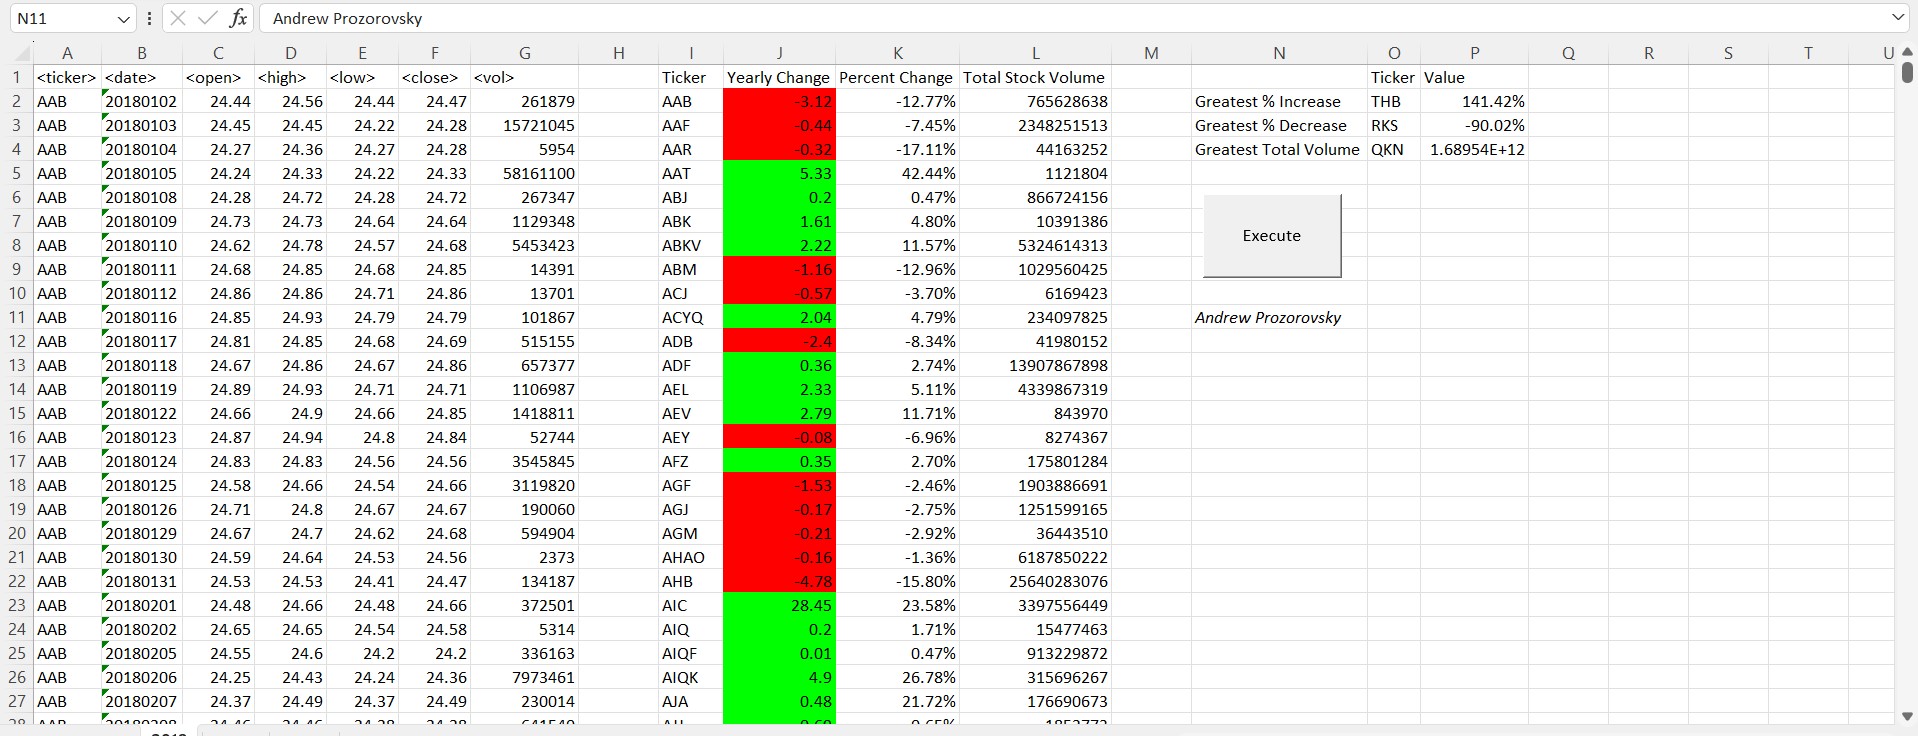 N11 fx Andrew Prozorovsky
A B C D E F G H I J K L M N O P Q R S T U
1 <ticker> <date> <open> <high> <low> <close> <vol> Ticker Yearly Change Percent Change Total Stock Volume Ticker Value
2 AAB 20180102 24.44 24.56 24.44 24.47 261879 AAB -3.12 -12.77% 765628638 Greatest % Increase THB 141.42%
3 AAB 20180103 24.45 24.45 24.22 24.28 15721045 AAF -0.44 -7.45% 2348251513 Greatest % Decrease RKS -90.02%
4 AAB 20180104 24.27 24.36 24.27 24.28 5954 AAR -0.32 -17.11% 44163252 Greatest Total Volume QKN 1.68954E+12
5 AAB 20180105 24.24 24.33 24.22 24.33 58161100 AAT 5.33 42.44% 1121804
6 AAB 20180108 24.28 24.72 24.28 24.72 267347 ABJ 0.2 0.47% 866724156
7 AAB 20180109 24.73 24.73 24.64 24.64 1129348 ABK 1.61 4.80% 10391386
8 AAB 20180110 24.62 24.78 24.57 24.68 5453423 ABKV 2.22 11.57% 5324614313 Execute
9 AAB 20180111 24.68 24.85 24.68 24.85 14391 ABM -1.16 -12.96% 1029560425
10 AAB 20180112 24.86 24.86 24.71 24.86 13701 ACJ -0.57 -3.70% 6169423
11 AAB 20180116 24.85 24.93 24.79 24.79 101867 ACYQ 2.04 4.79% 234097825 Andrew Prozorovsky
12 AAB 20180117 24.81 24.85 24.68 24.69 515155 ADB -2.4 -8.34% 41980152
13 AAB 20180118 24.67 24.86 24.67 24.86 657377 ADF 0.36 2.74% 13907867898
14 AAB 20180119 24.89 24.93 24.71 24.71 1106987 AEL 2.33 5.11% 4339867319
15 AAB 20180122 24.66 24.9 24.66 24.85 1418811 AEV 2.79 11.71% 843970
16 AAB 20180123 24.87 24.94 24.8 24.84 52744 AEY -0.08 -6.96% 8274367
17 AAB 20180124 24.83 24.83 24.56 24.56 3545845 AFZ 0.35 2.70% 175801284
18 AAB 20180125 24.58 24.66 24.54 24.66 3119820 AGF -1.53 -2.46% 1903886691
19 AAB 20180126 24.71 24.8 24.67 24.67 190060 AGJ -0.17 -2.75% 1251599165
20 AAB 20180129 24.67 24.7 24.62 24.68 594904 AGM -0.21 -2.92% 36443510
21 AAB 20180130 24.59 24.64 24.53 24.56 2373 AHAO -0.16 -1.36% 6187850222
22 AAB 20180131 24.53 24.53 24.41 24.47 134187 AHB -4.78 -15.80% 25640283076
23 AAB 20180201 24.48 24.66 24.48 24.66 372501 AIC 28.45 23.58% 3397556449
24 AAB 20180202 24.65 24.65 24.54 24.58 5314 AIQ 0.2 1.71% 15477463
25 AAB 20180205 24.55 24.6 24.2 24.2 336163 AIQF 0.01 0.47% 913229872
26 AAB 20180206 24.25 24.43 24.24 24.36 7973461 AIQK 4.9 26.78% 315696267
27 AAB 20180207 24.37 24.49 24.37 24.49 230014 AJA 0.48 21.72% 176690673